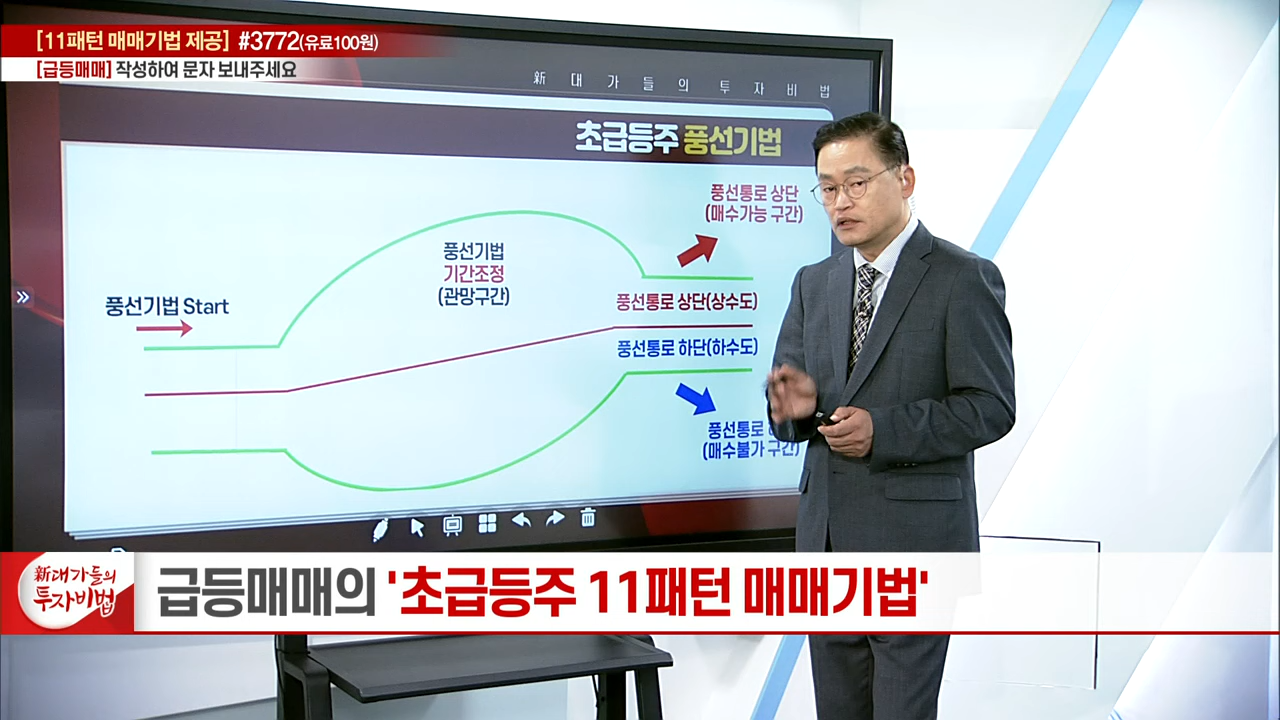 [11패턴 매매기법 제공] #3772(유료100원)
[급등매매] 작성하여 문자 보내주세요
新 대 가 들 의 투 자 비 법
초급등주 풍선기법
풍선통로 상단
(매수가능 구간)
풍선기법
기간조정
(관망구간)
풍선기법 Start
풍선통로 상단(상수도)
풍선통로 하단(하수도)
풍선통로
(매수불가 구간)
新대가들의
투자비법
급등매매의 '초급등주 11패턴 매매기법'